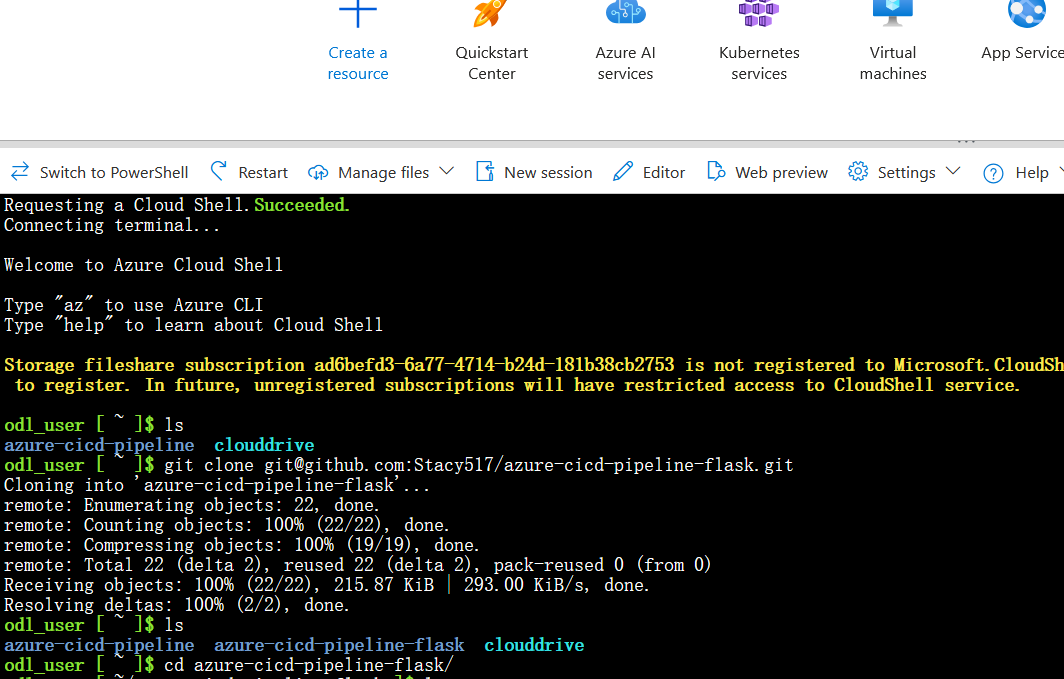 Create a resource
Quickstart Center
Azure AI services
Kubernetes services
Virtual machines
App Service
Switch to PowerShell Restart Manage files New session Editor Web preview Settings Help
Requesting a Cloud Shell.Succeeded.
Connecting terminal...
Welcome to Azure Cloud Shell
Type "az" to use Azure CLI
Type "help" to learn about Cloud Shell
Storage fileshare subscription ad6befd3-6a77-4714-b24d-181b38cb2753 is not registered to Microsoft.CloudSh
to register. In future, unregistered subscriptions will have restricted access to CloudShell service.
odl_user [ ~ ]$ ls
azure-cicd-pipeline clouddrive
odl_user [ ~ ]$ git clone git@github.com:Stacy517/azure-cicd-pipeline-flask.git
Cloning into 'azure-cicd-pipeline-flask'...
remote: Enumerating objects: 22, done.
remote: Counting objects: 100% (22/22), done.
remote: Compressing objects: 100% (19/19), done.
remote: Total 22 (delta 2), reused 22 (delta 2), pack-reused 0 (from 0)
Receiving objects: 100% (22/22), 215.87 KiB | 293.00 KiB/s, done.
Resolving deltas: 100% (2/2), done.
odl_user [ ~ ]$ ls
azure-cicd-pipeline azure-cicd-pipeline-flask clouddrive
odl_user [ ~ ]$ cd azure-cicd-pipeline-flask/